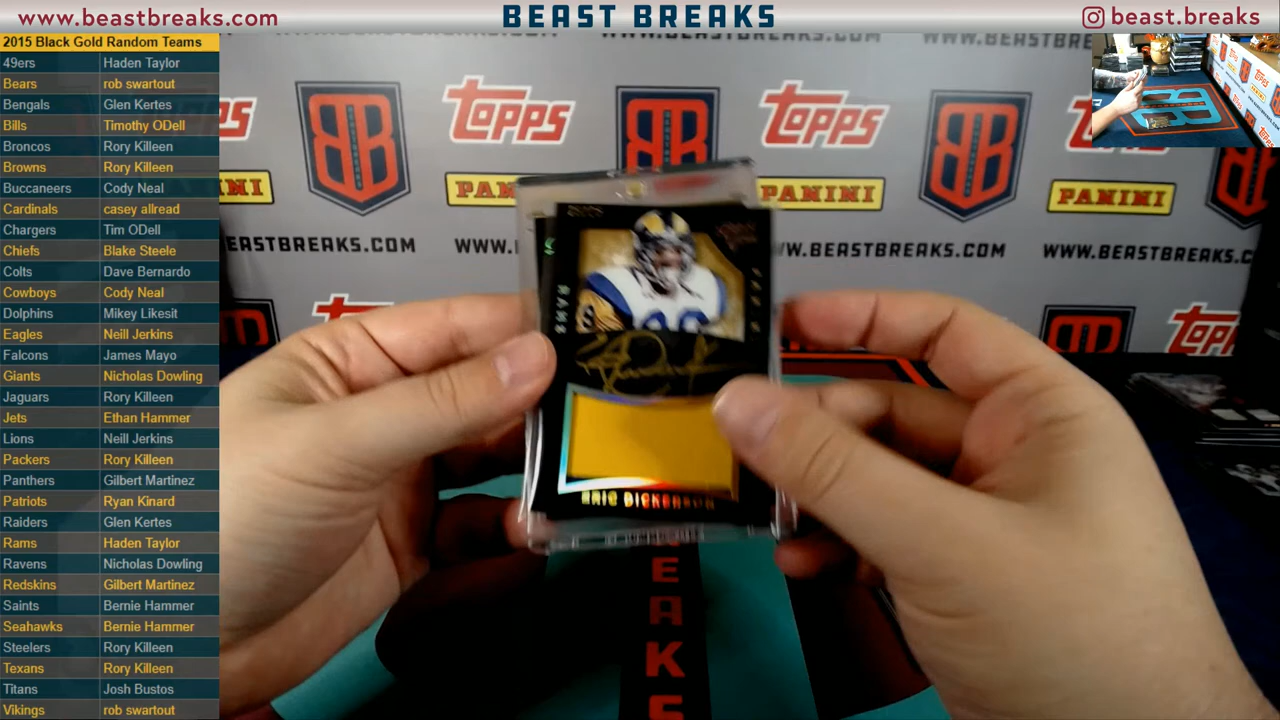 www.beastbreaks.com
BEAST BREAKS
beast.breaks
2015 Black Gold Random Teams
49ers Haden Taylor
Bears rob swartout
Bengals Glen Kertes
Bills Timothy ODell
Broncos Rory Killeen
Browns Rory Killeen
Buccaneers Cody Neal
Cardinals casey allread
Chargers Tim ODell
Chiefs Blake Steele
Colts Dave Bernardo
Cowboys Cody Neal
Dolphins Mikey Likesit
Eagles Neill Jerkins
Falcons James Mayo
Giants Nicholas Dowling
Jaguars Rory Killeen
Jets Ethan Hammer
Lions Neill Jerkins
Packers Rory Killeen
Panthers Gilbert Martinez
Patriots Ryan Kinard
Raiders Glen Kertes
Rams Haden Taylor
Ravens Nicholas Dowling
Redskins Gilbert Martinez
Saints Bernie Hammer
Seahawks Bernie Hammer
Steelers Rory Killeen
Texans Rory Killeen
Titans Josh Bustos
Vikings rob swartout
WWW.BEASTBRE
TOPPS
TOPPS
PANINI
PANINI
PANINI
BEASTBREAKS.COM
WWW.
BEASTBREAKS.COM
WWW.
RAMS
ERIC DICKERSON
BREAKS